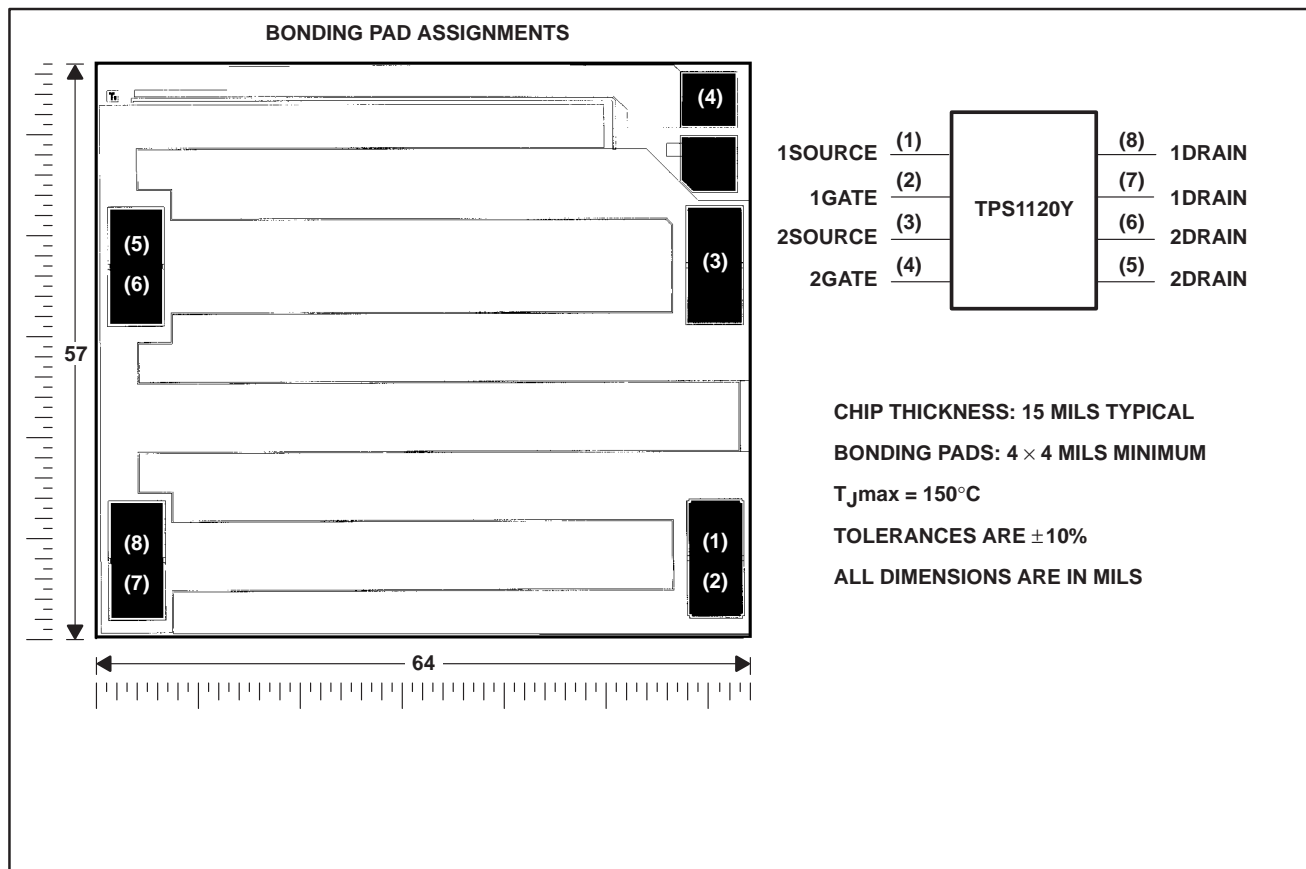 BONDING PAD ASSIGNMENTS
(4)
(5)
(6)
(3)
57
(8)
(7)
(1)
(2)
64
1SOURCE (1)
1GATE (2)
2SOURCE (3)
2GATE (4)
TPS1120Y
(8) 1DRAIN
(7) 1DRAIN
(6) 2DRAIN
(5) 2DRAIN
CHIP THICKNESS: 15 MILS TYPICAL
BONDING PADS: 4 × 4 MILS MINIMUM
TJmax = 150°C
TOLERANCES ARE ±10%
ALL DIMENSIONS ARE IN MILS